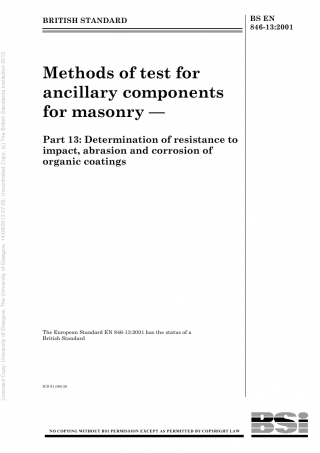 BRITISH STANDARD
BS EN
846-13:2001
Methods of test for
ancillary components
for masonry —
Part 13: Determination of resistance to
impact, abrasion and corrosion of
organic coatings
The European Standard EN 846-13:2001 has the status of a
British Standard
ICS 91.080.30
NO COPYING WITHOUT BSI PERMISSION EXCEPT AS PERMITTED BY COPYRIGHT LAW
BSi
Licensed Copy: University of Glasgow, The University of Glasgow, 14/03/2013 07:09, Uncontrolled Copy, (c) The British Standards Institution 2013